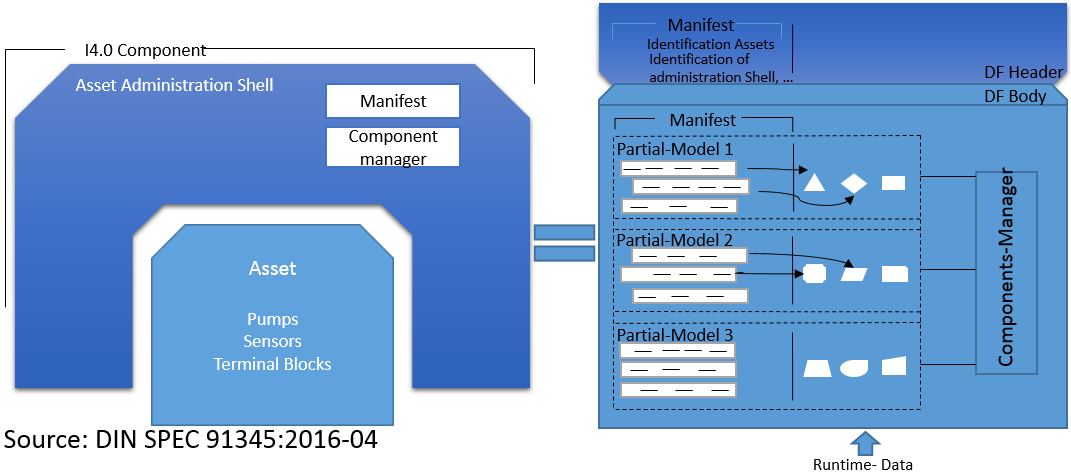 I4.0 Component
Asset Administration Shell
Manifest
Component
manager
Asset
Pumps
Sensors
Terminal Blocks
Source: DIN SPEC 91345:2016-04
Manifest
Identification Assets
Identification of
administration Shell, ...
DF Header
DF Body
Manifest
Partial-Model 1
Partial-Model 2
Partial-Model 3
Components-Manager
Runtime- Data